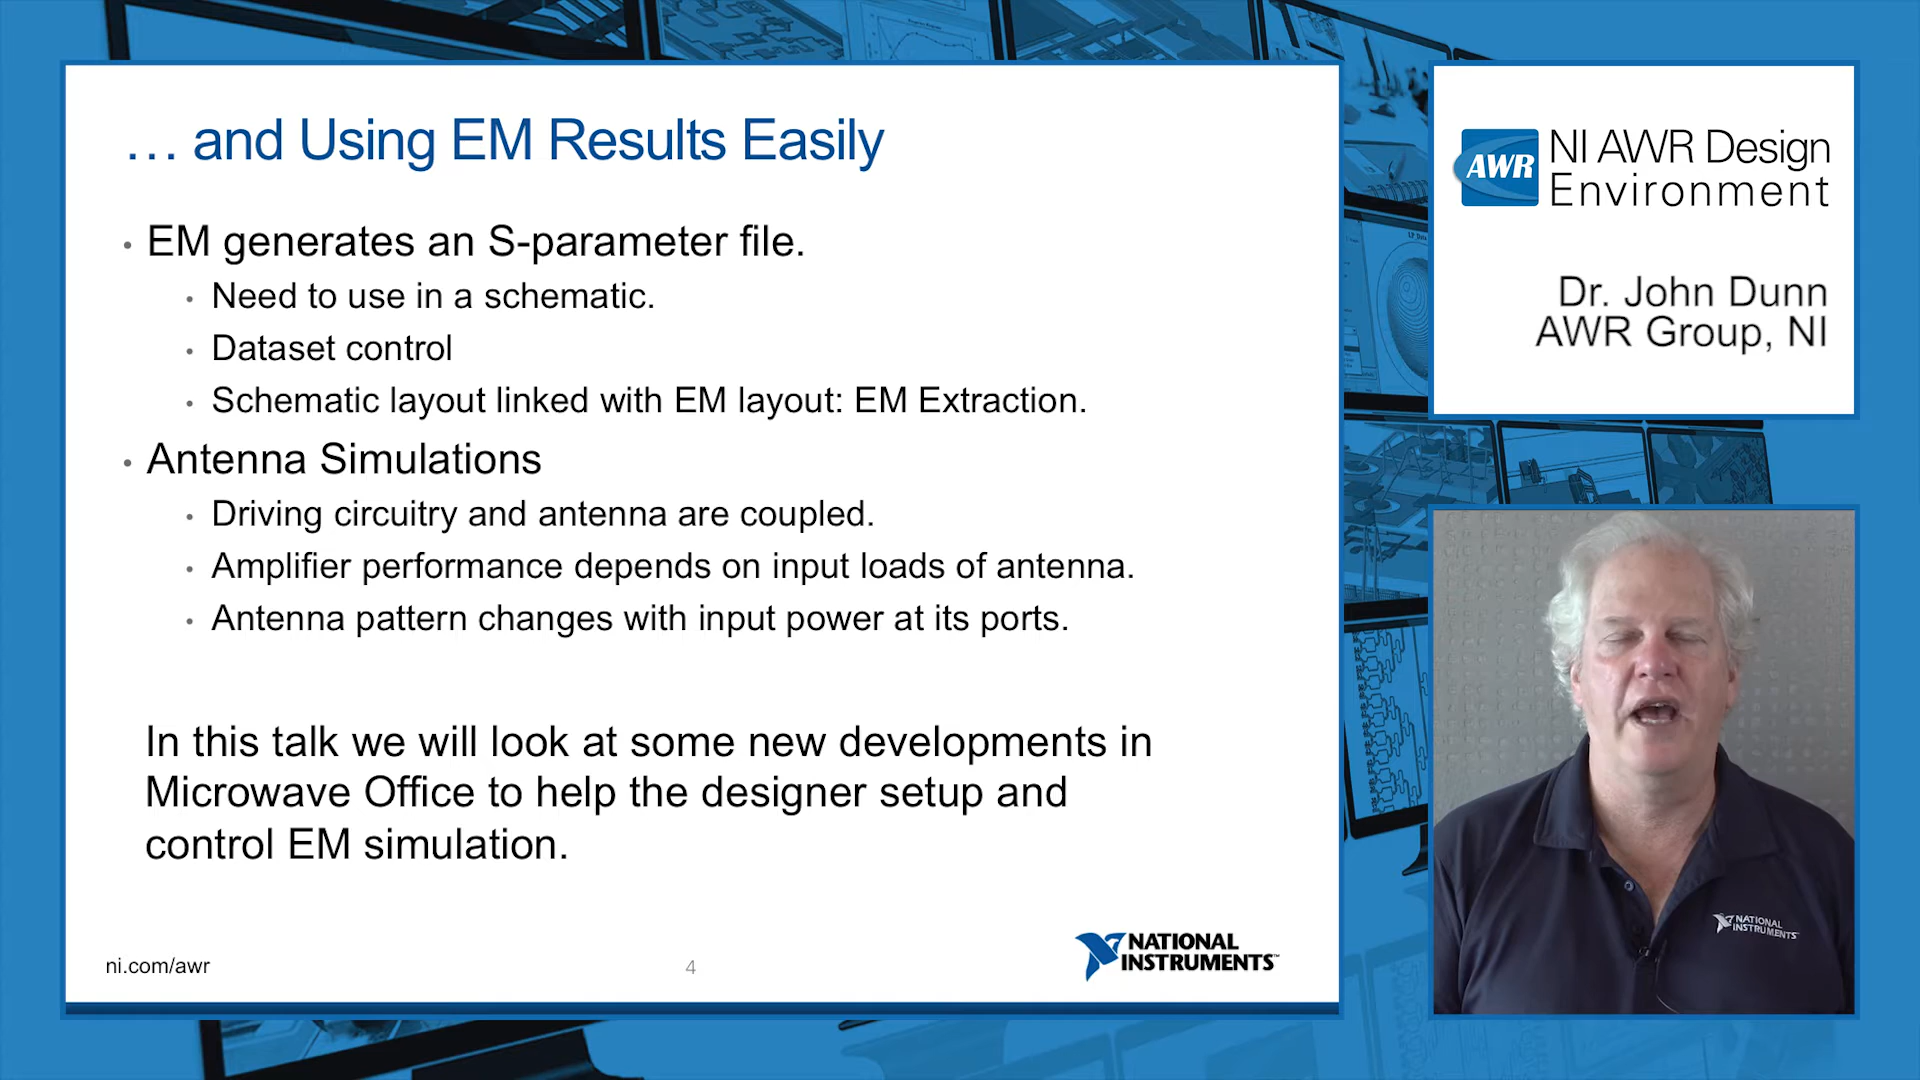 … and Using EM Results Easily
• EM generates an S-parameter file.
• Need to use in a schematic.
• Dataset control
• Schematic layout linked with EM layout: EM Extraction.
• Antenna Simulations
• Driving circuitry and antenna are coupled.
• Amplifier performance depends on input loads of antenna.
• Antenna pattern changes with input power at its ports.
In this talk we will look at some new developments in
Microwave Office to help the designer setup and
control EM simulation.
ni.com/awr
4
NATIONAL
INSTRUMENTS™
AWR
NI AWR Design
Environment
Dr. John Dunn
AWR Group, NI
NATIONAL
INSTRUMENTS